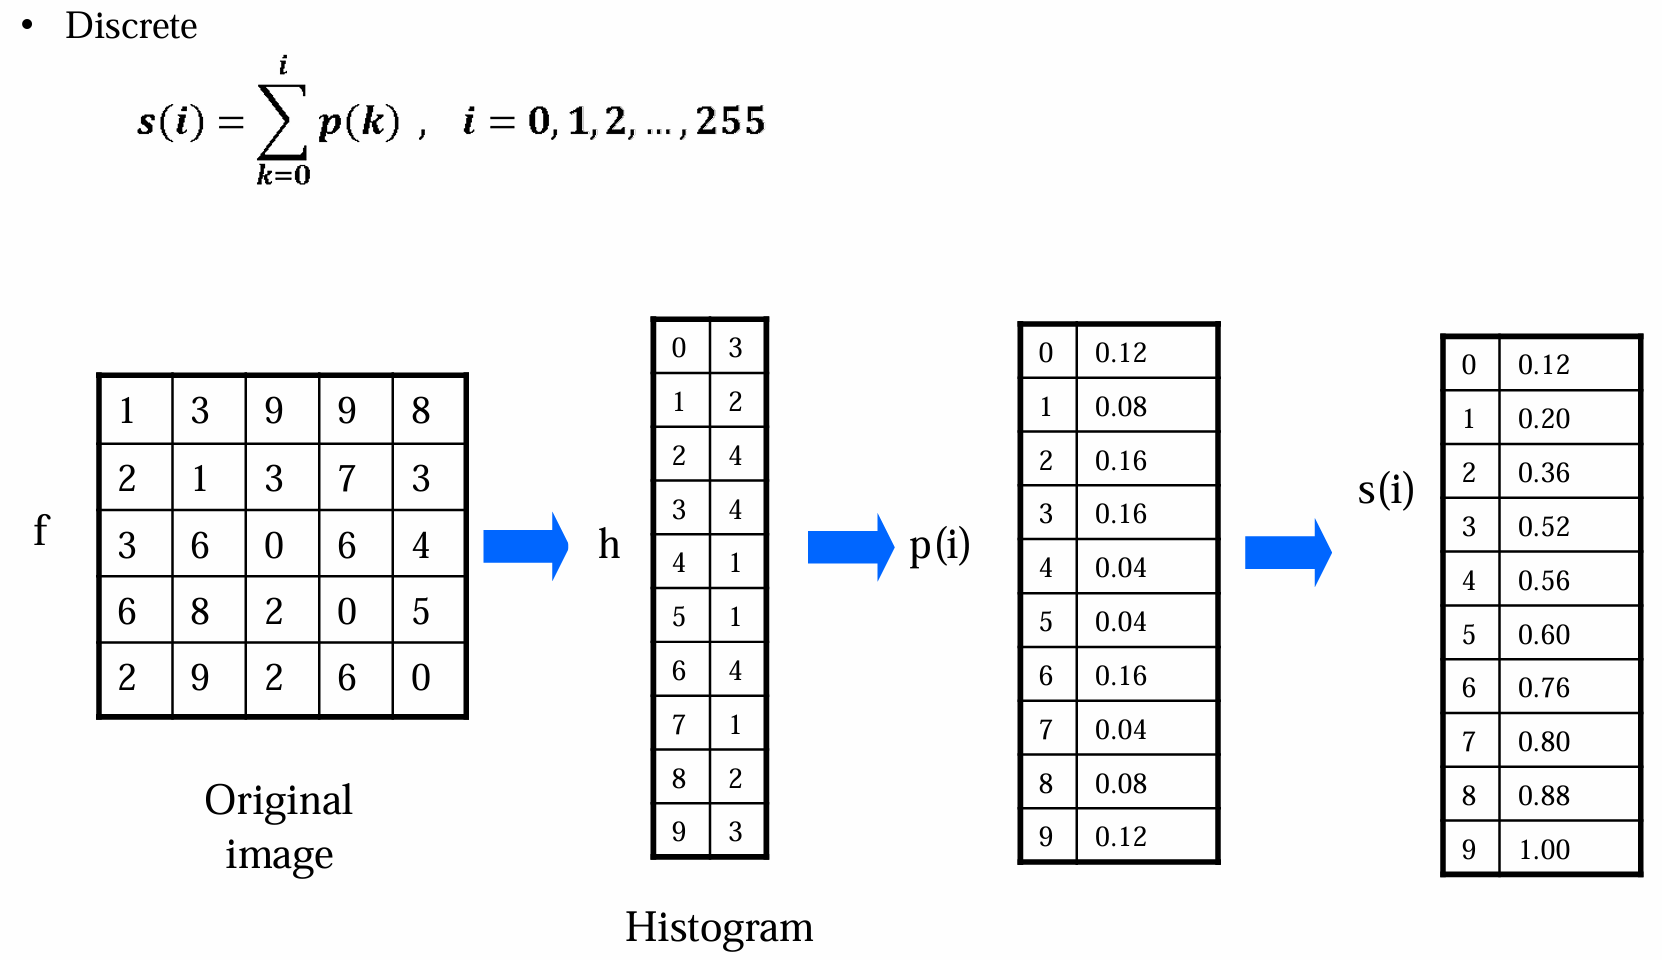 • Discrete
s(i) = ∑_{k=0}^{i} p(k) , i = 0, 1, 2, ... , 255
f
1 3 9 9 8
2 1 3 7 3
3 6 0 6 4
6 8 2 0 5
2 9 2 6 0
Original
image
h
0 3
1 2
2 4
3 4
4 1
5 1
6 4
7 1
8 2
9 3
Histogram
p(i)
0 0.12
1 0.08
2 0.16
3 0.16
4 0.04
5 0.04
6 0.16
7 0.04
8 0.08
9 0.12
s(i)
0 0.12
1 0.20
2 0.36
3 0.52
4 0.56
5 0.60
6 0.76
7 0.80
8 0.88
9 1.00